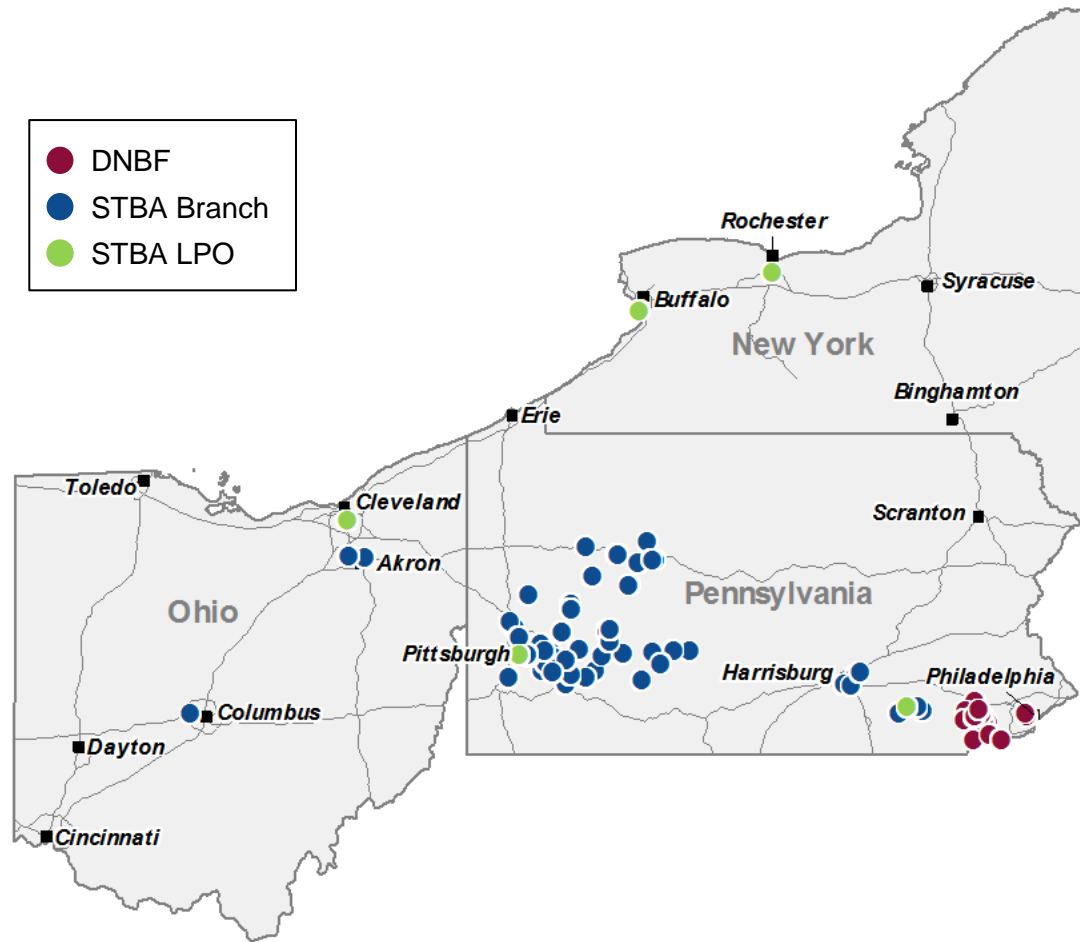 DNBF
STBA Branch
STBA LPO
Rochester
Syracuse
Buffalo
New York
Binghamton
Erie
Toledo
Cleveland
Scranton
Akron
Pennsylvania
Ohio
Pittsburgh
Harrisburg
Philadelphia
Columbus
Dayton
Cincinnati